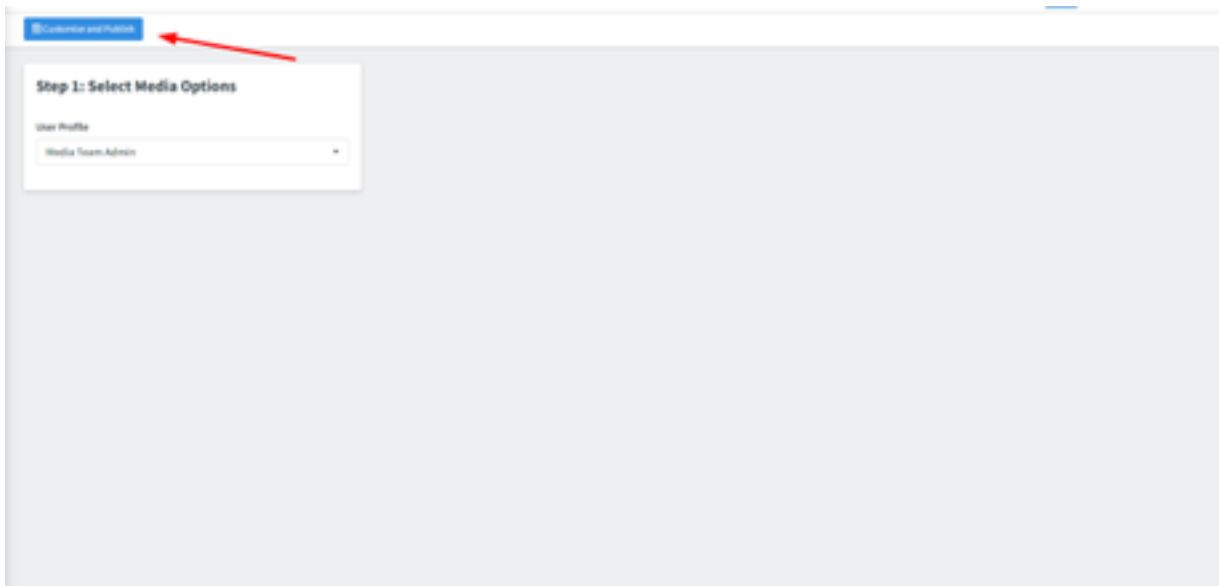 Customize and Publish
Step 1: Select Media Options
User Profile
Media Team Admin